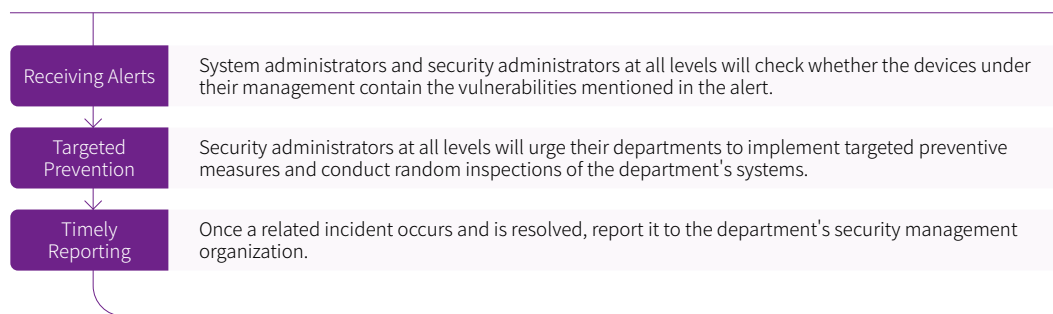 Receiving Alerts
System administrators and security administrators at all levels will check whether the devices under
their management contain the vulnerabilities mentioned in the alert.
Targeted
Prevention
Security administrators at all levels will urge their departments to implement targeted preventive
measures and conduct random inspections of the department's systems.
Timely
Reporting
Once a related incident occurs and is resolved, report it to the department's security management
organization.